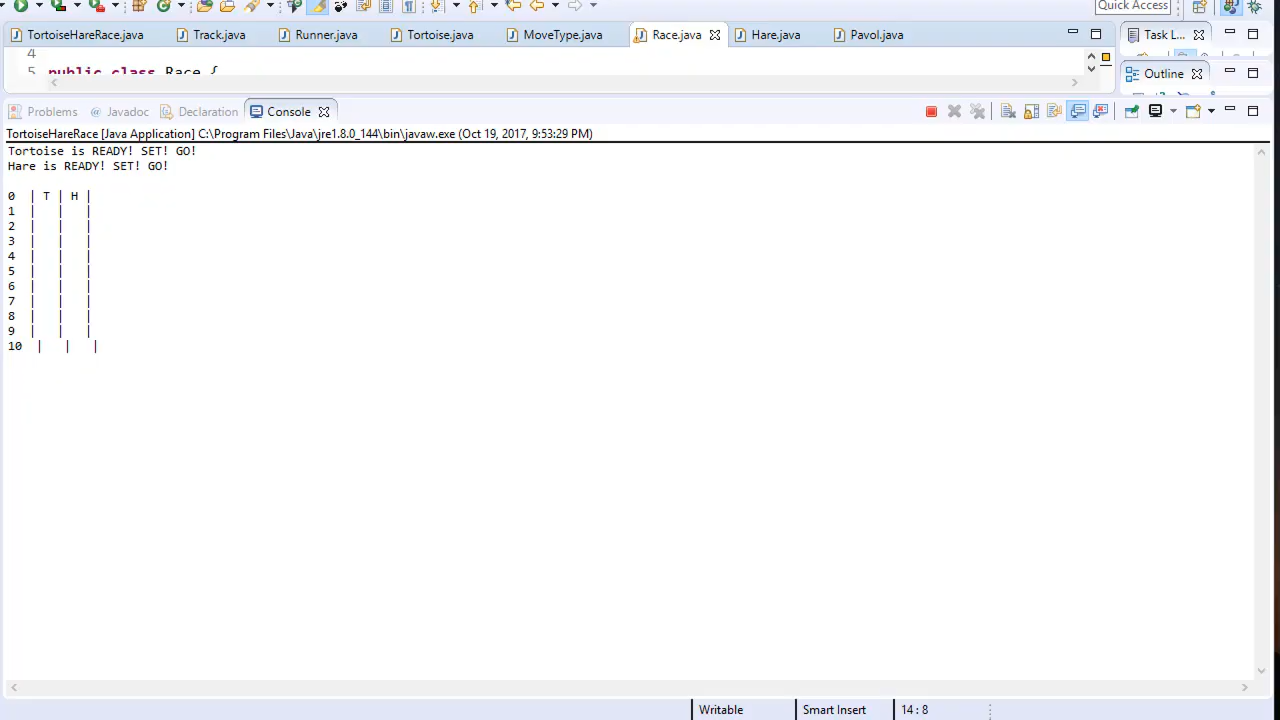 Quick Access
TortoiseHareRace.java Track.java Runner.java Tortoise.java MoveType.java Race.java Hare.java Pavol.java Task L...
4
5 public class Race {
Outline
Problems @ Javadoc Declaration Console
TortoiseHareRace [Java Application] C:\Program Files\Java\jre1.8.0_144\bin\javaw.exe (Oct 19, 2017, 9:53:29 PM)
Tortoise is READY! SET! GO!
Hare is READY! SET! GO!
0  | T | H |
1  |   |   |
2  |   |   |
3  |   |   |
4  |   |   |
5  |   |   |
6  |   |   |
7  |   |   |
8  |   |   |
9  |   |   |
10  |   |   |
Writable Smart Insert 14 : 8